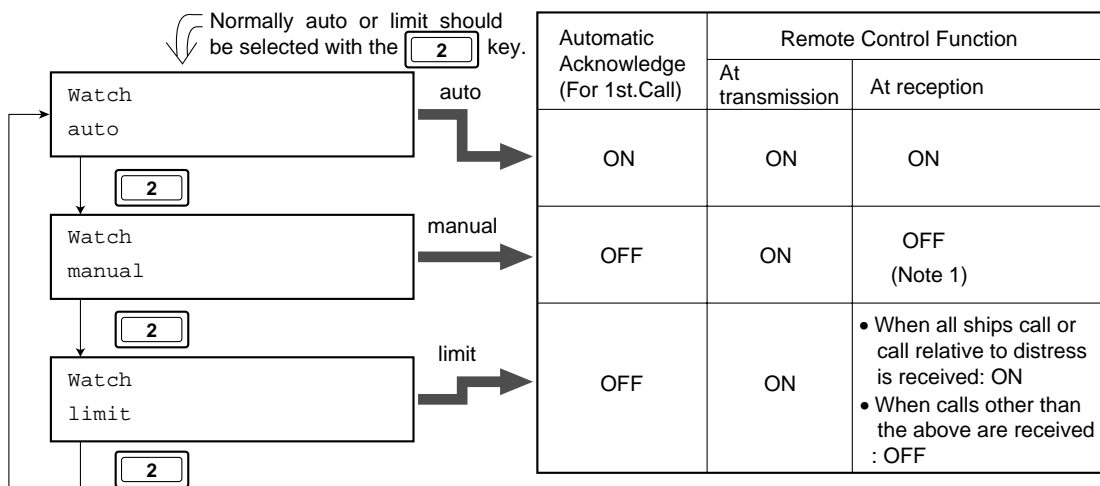 Normally auto or limit should
be selected with the 2 key.
Watch
auto
auto
2
Watch
manual
manual
2
Watch
limit
limit
2
Automatic
Acknowledge
(For 1st.Call)
Remote Control Function
At
transmission
At reception
ON
ON
ON
OFF
ON
OFF
(Note 1)
OFF
ON
• When all ships call or
call relative to distress
is received: ON
• When calls other than
the above are received
: OFF